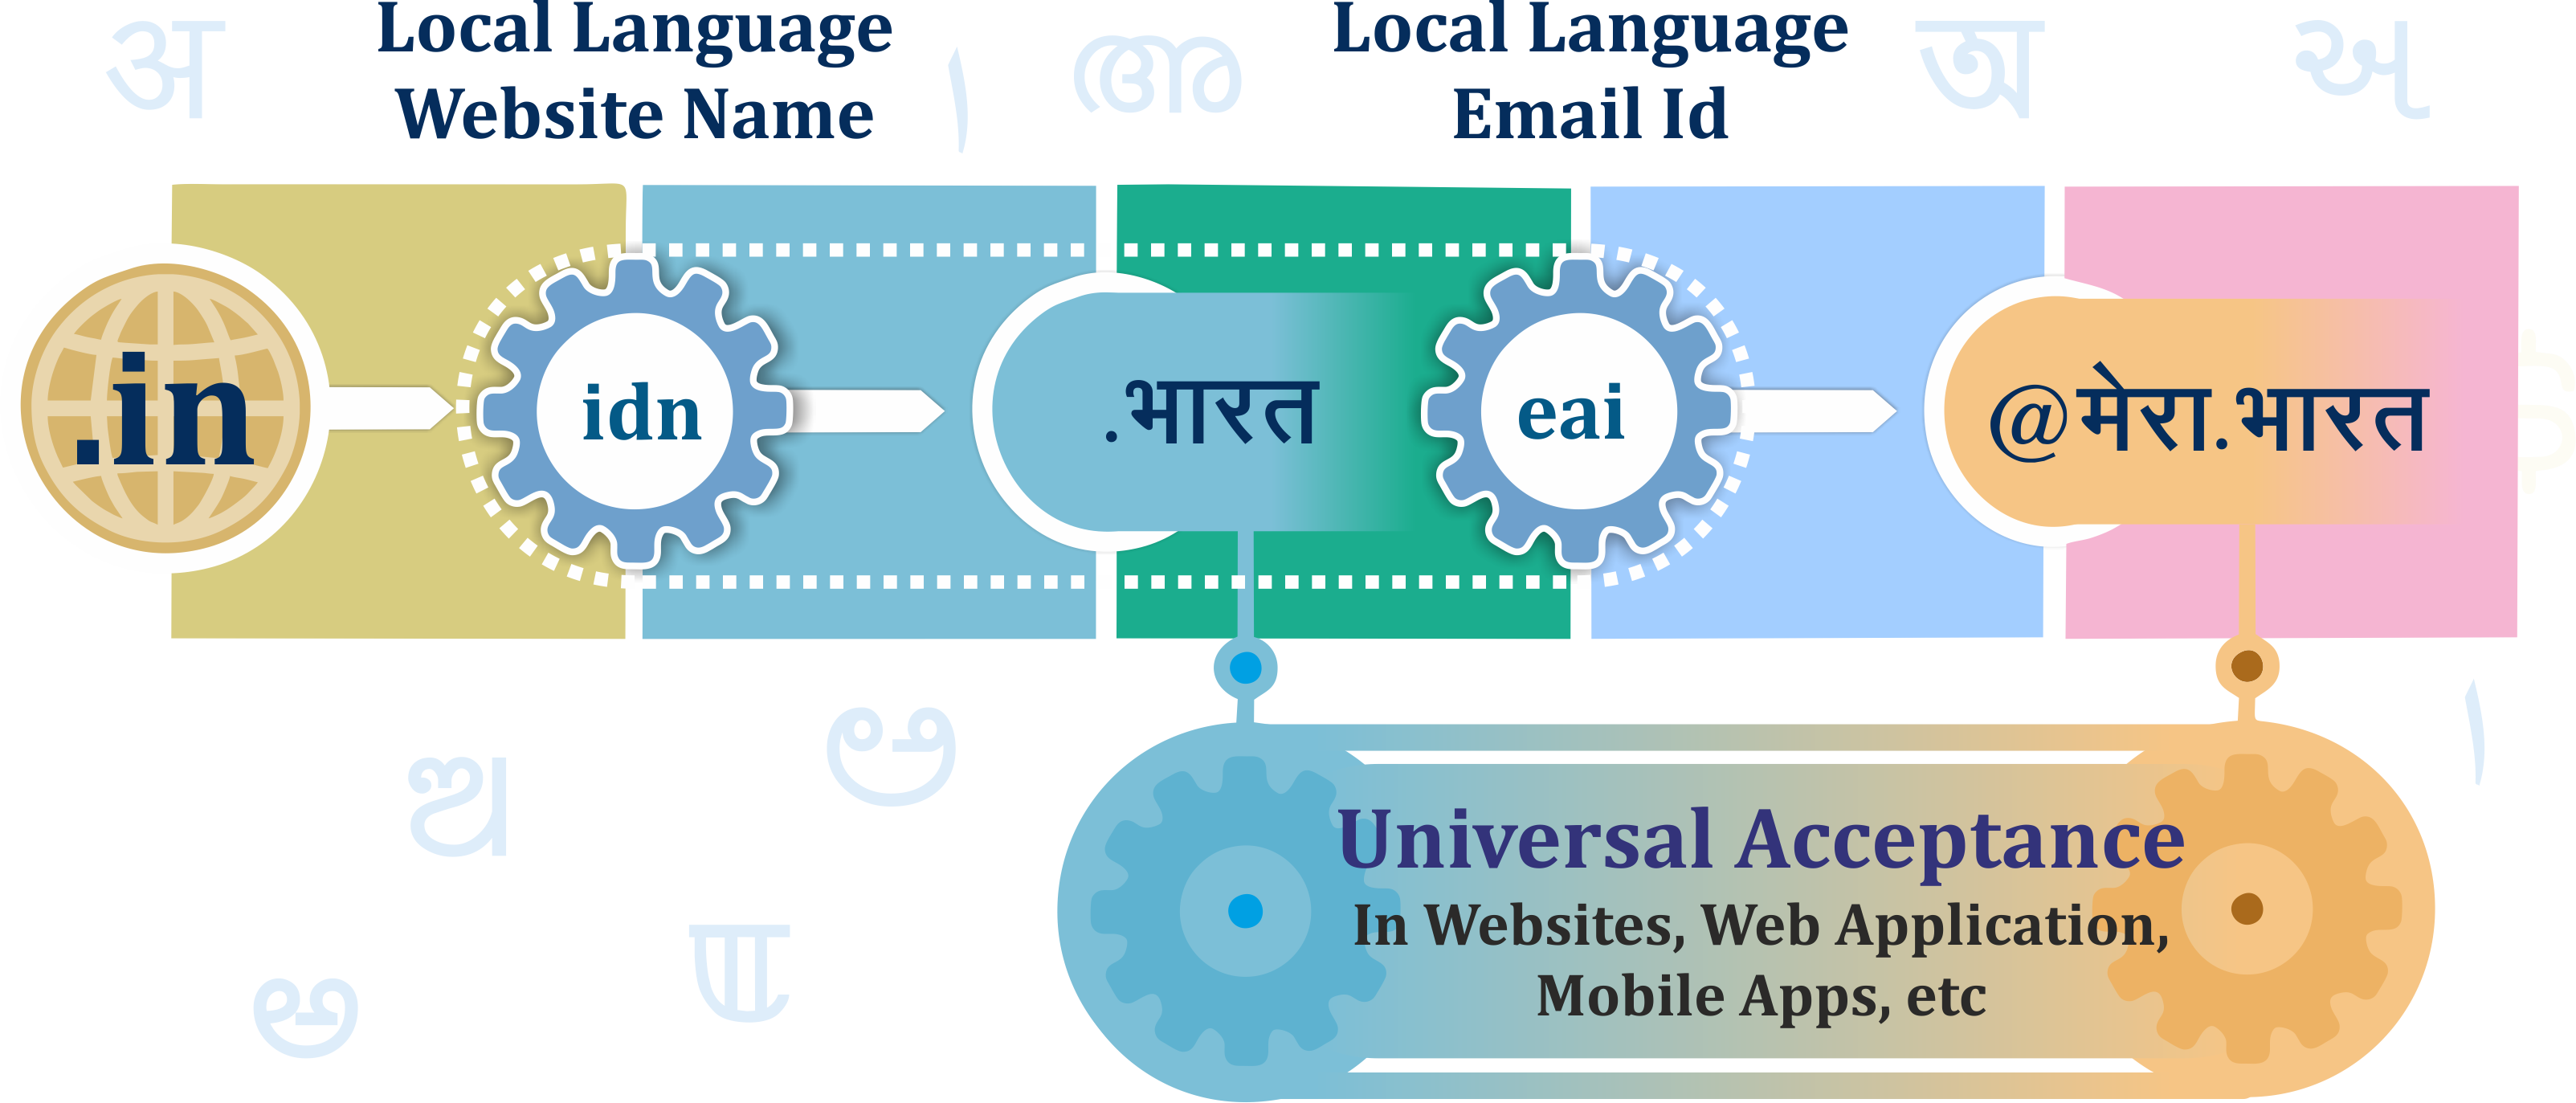 Local Language
Website Name
Local Language
Email Id
अ
।
അ
অ
અ
.in
idn
.भारत
eai
@मेरा.भारत
Universal Acceptance
In Websites, Web Application,
Mobile Apps, etc
ଅ
ಅ
।
అ